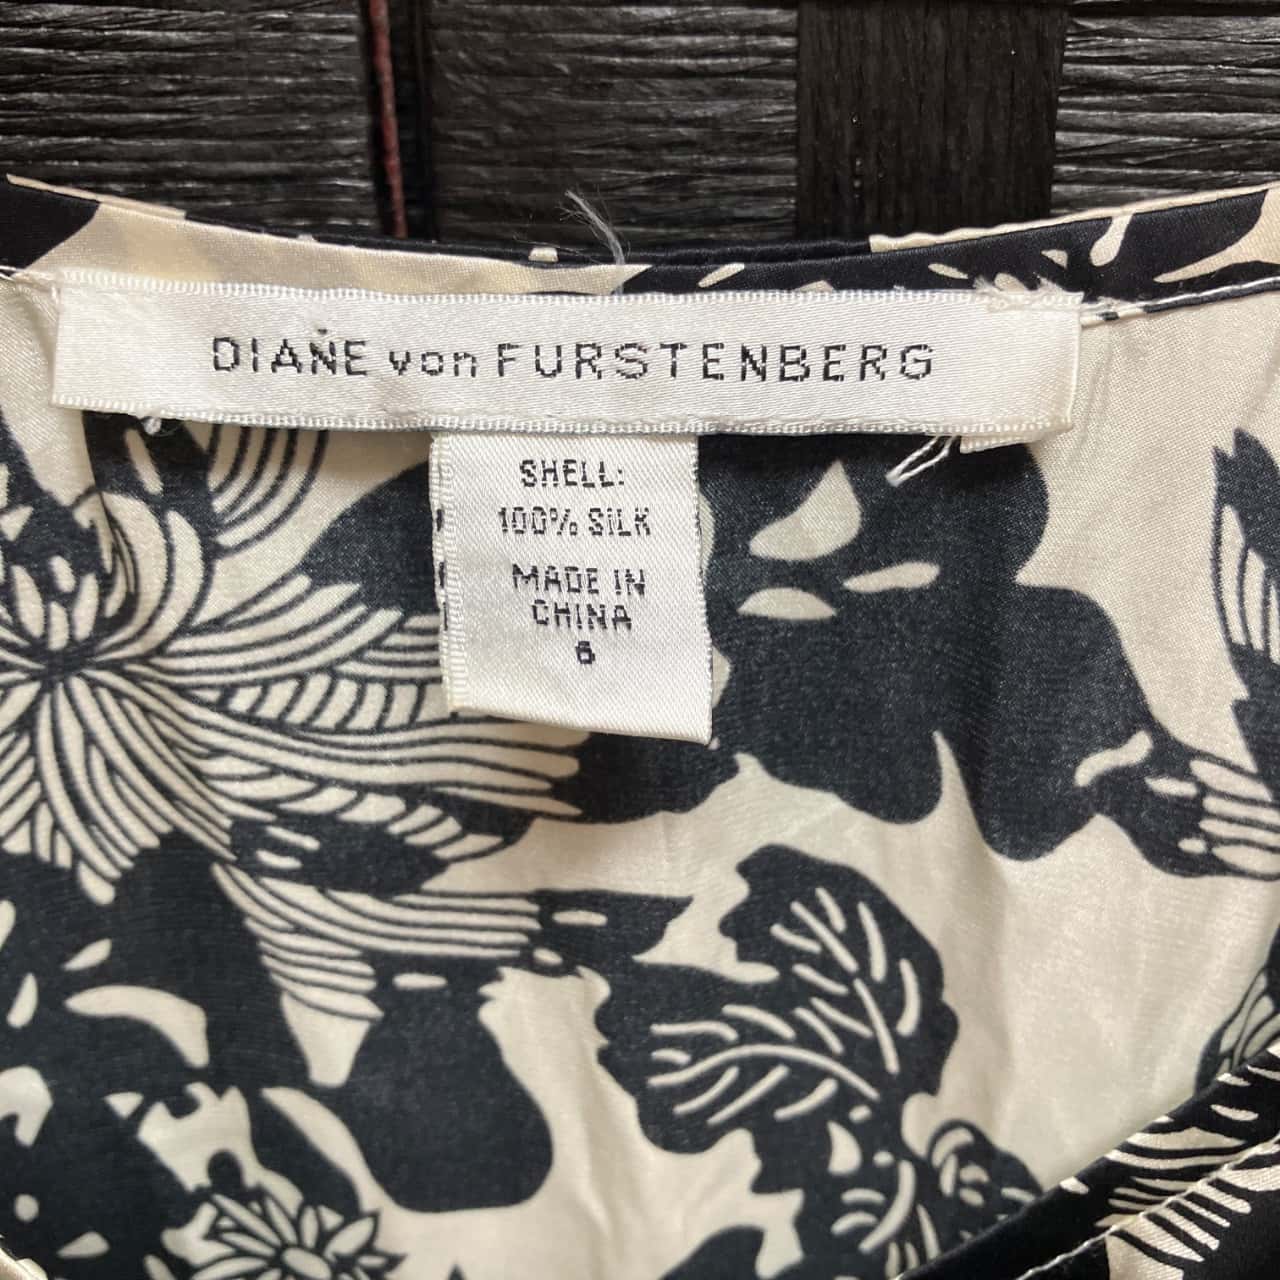 DIANE von FURSTENBERG
SHELL:
100% SILK
MADE IN
CHINA
6